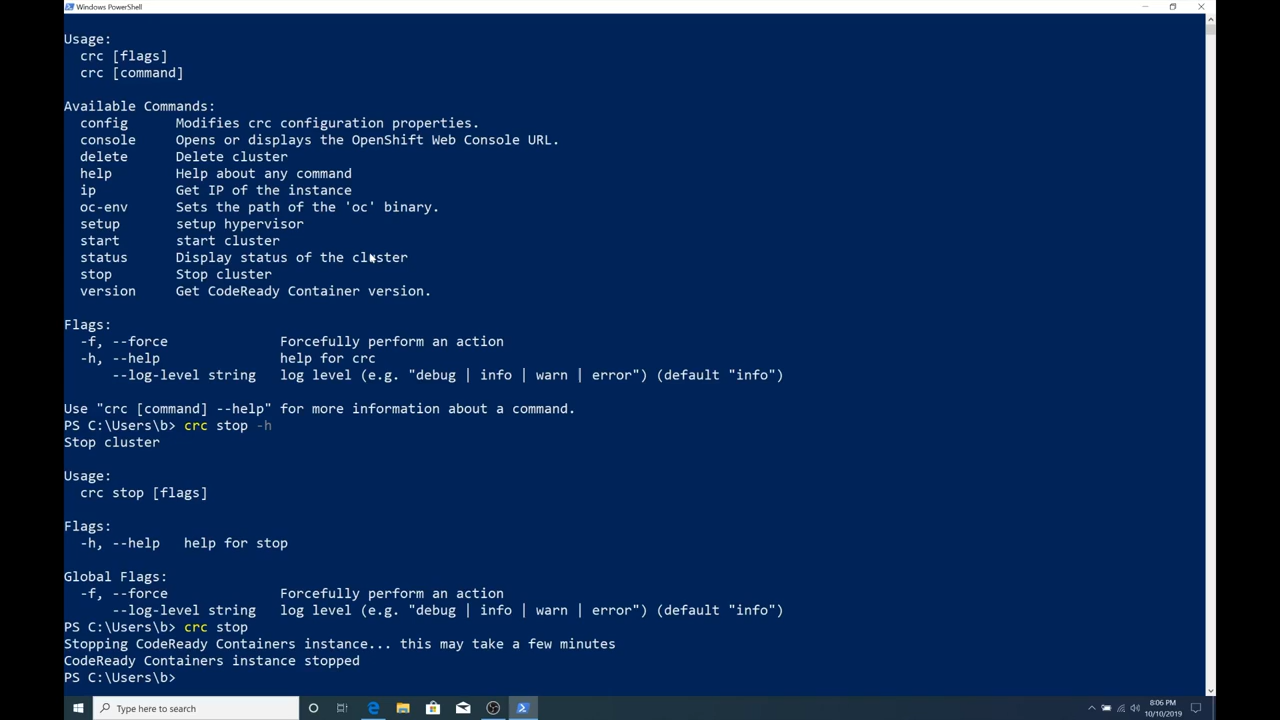 Windows PowerShell
Usage:
crc [flags]
crc [command]
Available Commands:
config Modifies crc configuration properties.
console Opens or displays the OpenShift Web Console URL.
delete Delete cluster
help Help about any command
ip Get IP of the instance
oc-env Sets the path of the 'oc' binary.
setup setup hypervisor
start start cluster
status Display status of the cluster
stop Stop cluster
version Get CodeReady Container version.
Flags:
-f, --force Forcefully perform an action
-h, --help help for crc
--log-level string log level (e.g. "debug | info | warn | error") (default "info")
Use "crc [command] --help" for more information about a command.
PS C:\Users\b> crc stop -h
Stop cluster
Usage:
crc stop [flags]
Flags:
-h, --help help for stop
Global Flags:
-f, --force Forcefully perform an action
--log-level string log level (e.g. "debug | info | warn | error") (default "info")
PS C:\Users\b> crc stop
Stopping CodeReady Containers instance... this may take a few minutes
CodeReady Containers instance stopped
PS C:\Users\b>
Type here to search
8:06 PM
10/10/2019